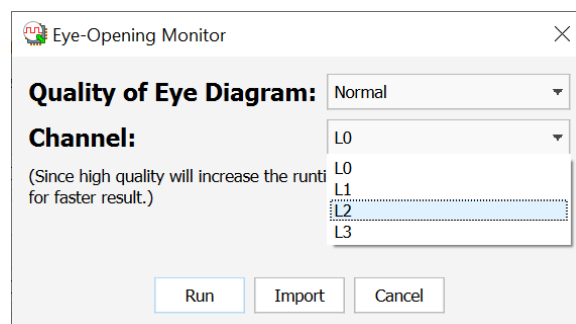 Eye-Opening Monitor
Quality of Eye Diagram: Normal
Channel: L0
(Since high quality will increase the
for faster result.)
L0
L1
L2
L3
Run Import Cancel